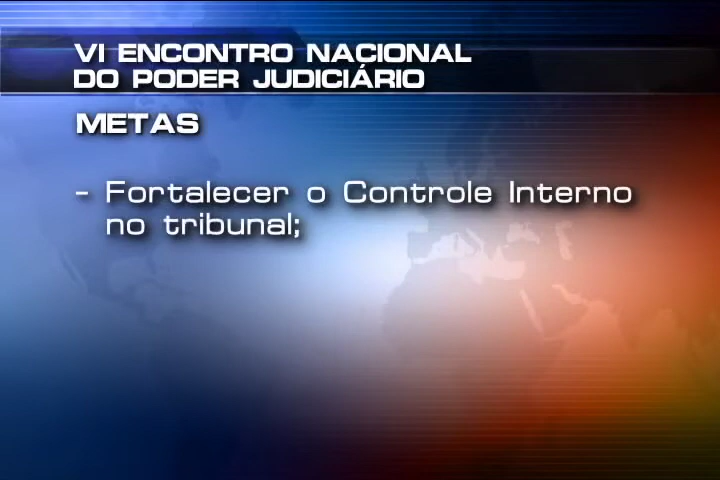 VI ENCONTRO NACIONAL
DO PODER JUDICIÁRIO
METAS
- Fortalecer o Controle Interno
no tribunal;